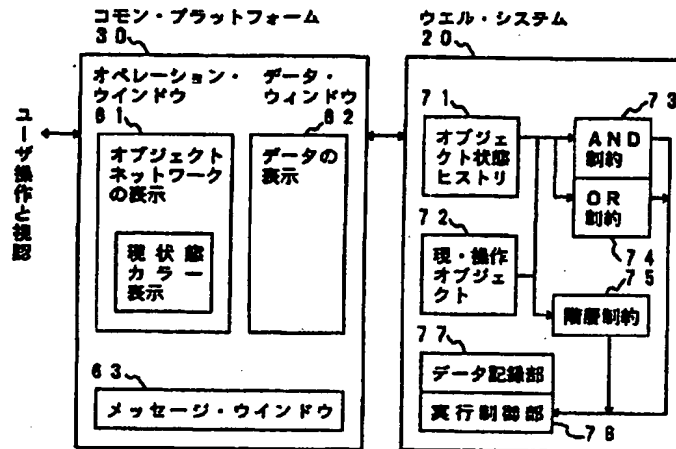 コモン・プラットフォーム
30
ウエル・システム
20
ユーザ操作と視認
オペレーション・
ウインドウ
61
データ・
ウィンドウ
62
オブジェクト
ネットワーク
の表示
現状態
カラー
表示
データの
表示
63
メッセージ・ウインドウ
71
オブジェ
クト状態
ヒストリ
72
現・操作
オブジェ
クト
73
AND
制約
OR
制約
74
75
階層制約
77
データ記録部
実行制御部
78